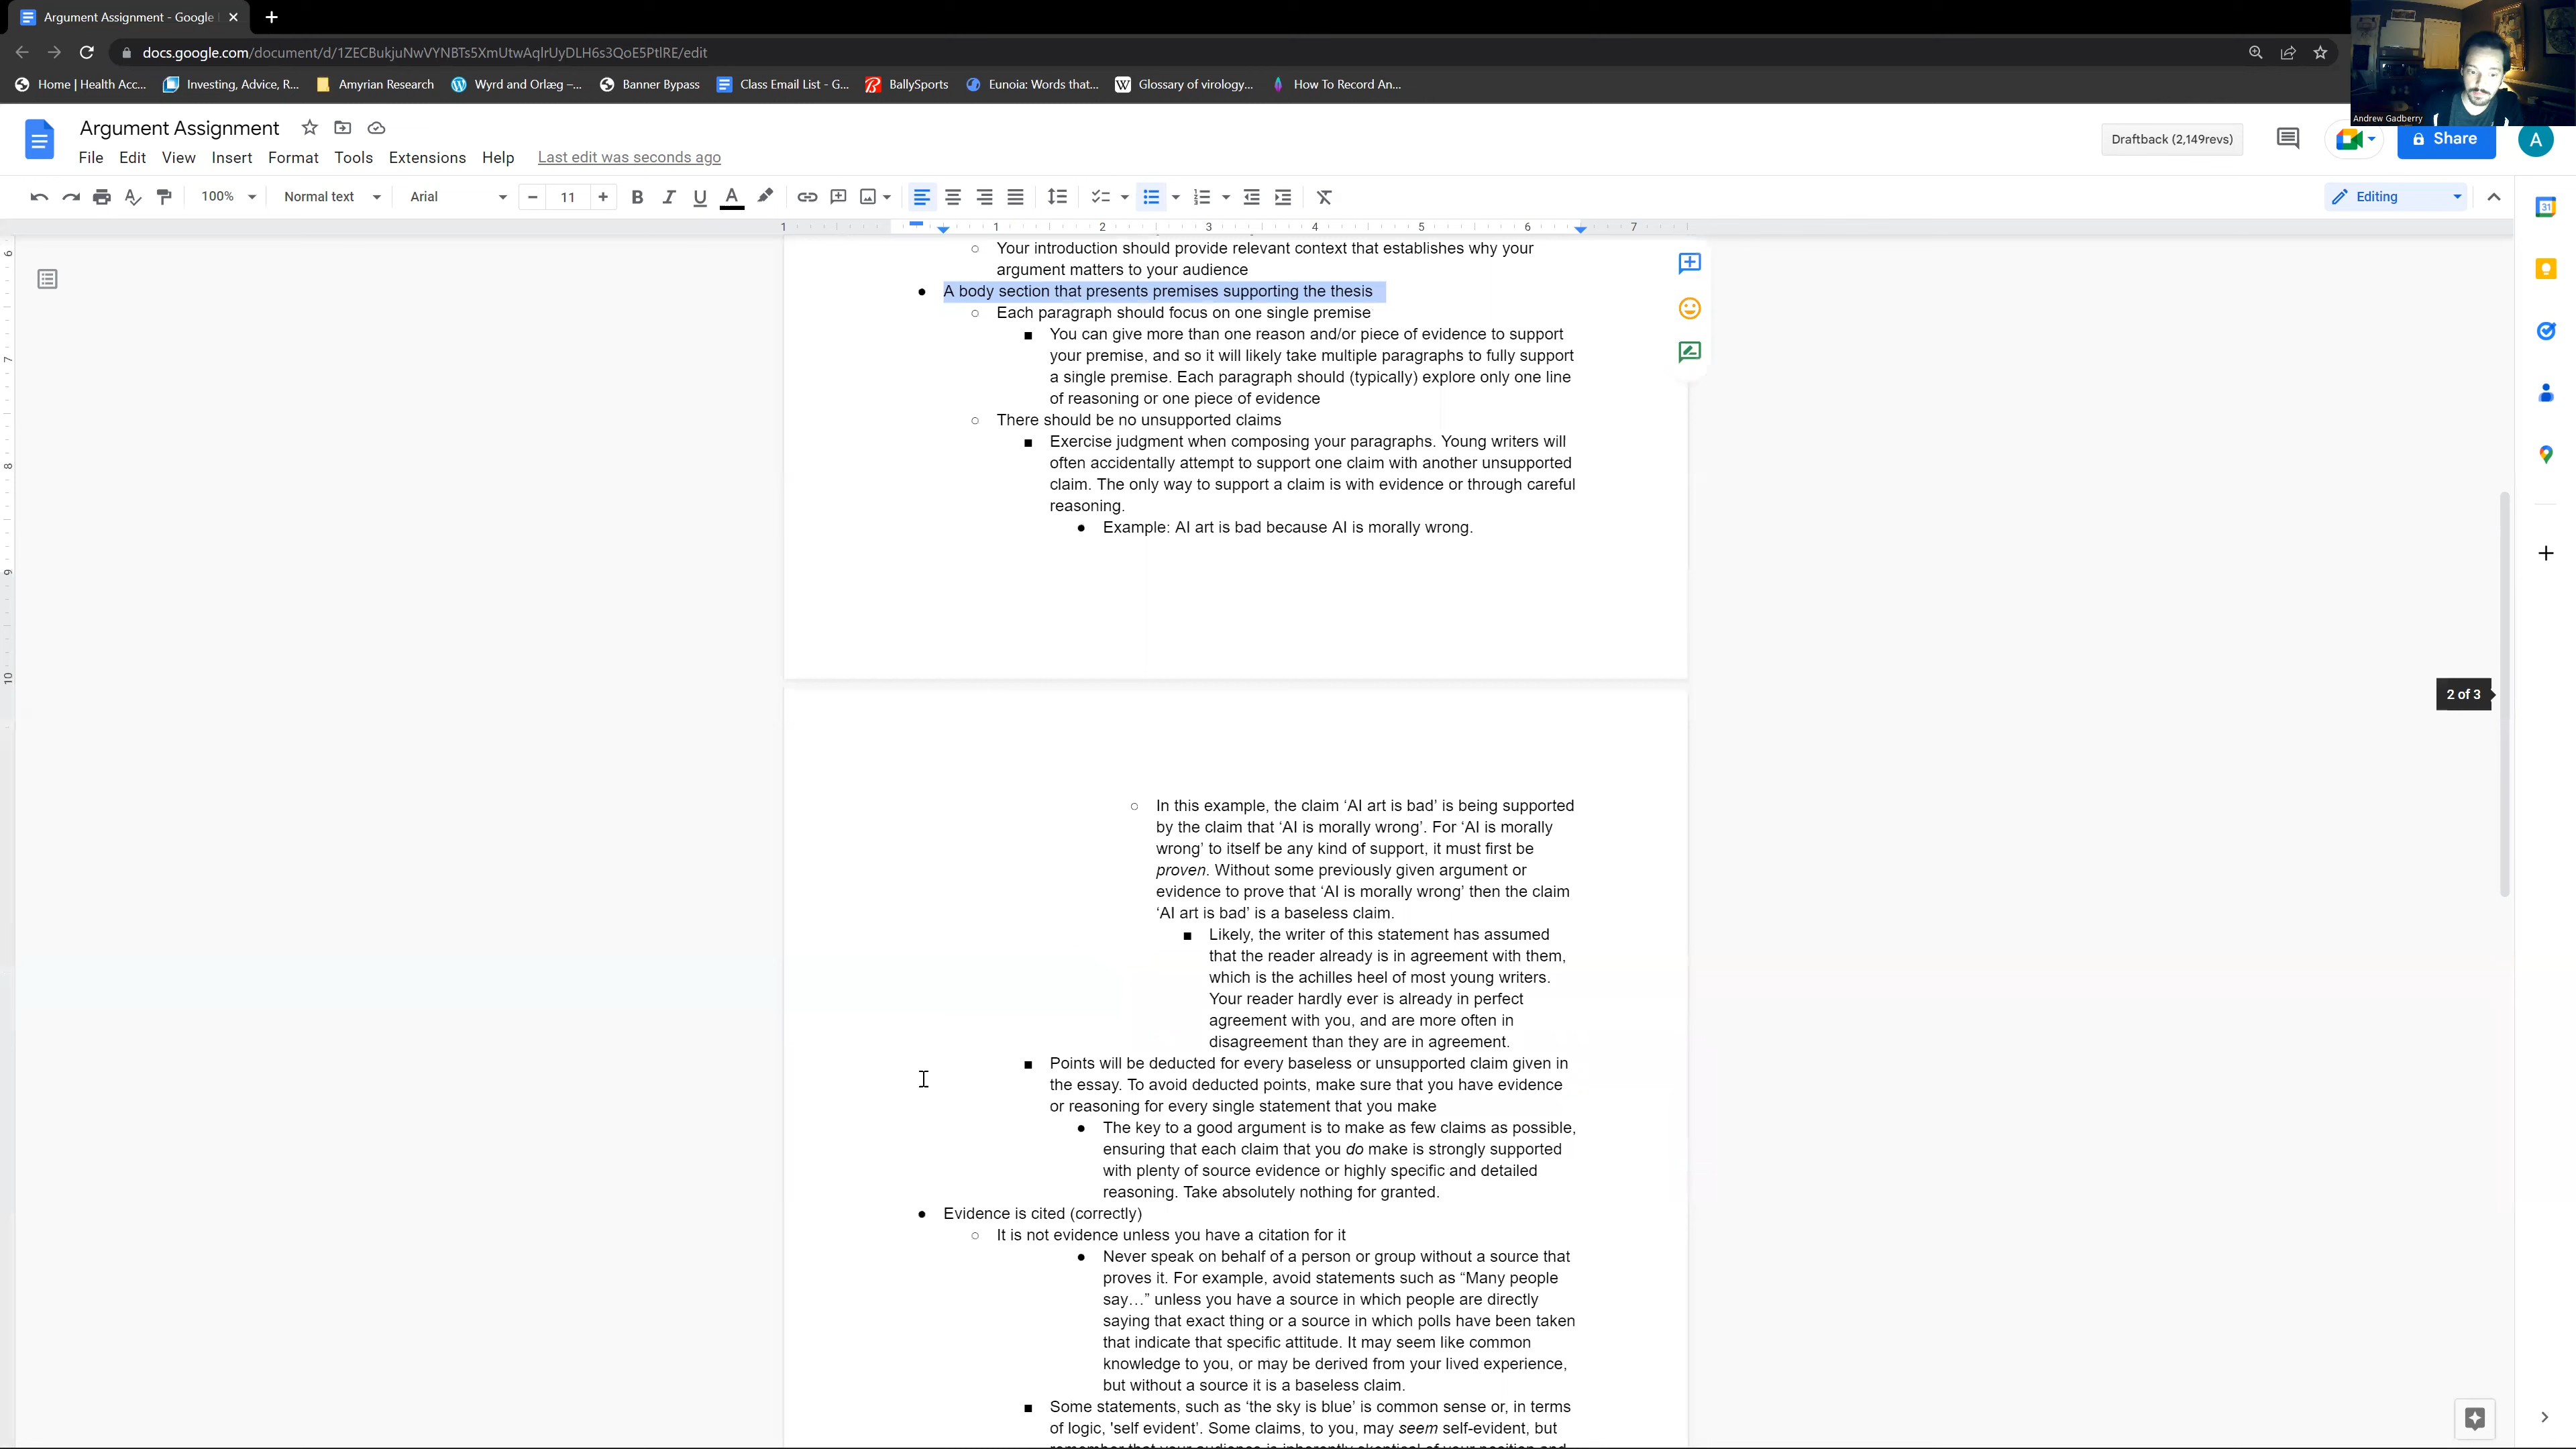 Argument Assignment - Google
docs.google.com/document/d/1ZECBukjuNwVYNBTs5XmUtwAqlrUyDLH6s3QoE5PtlRE/edit
Home | Health Acc... Investing, Advice, R... Amyrian Research Wyrd and Orlæg –... Banner Bypass Class Email List - G... BallySports Eunoia: Words that... Glossary of virology... How To Record An...
Andrew Gadberry
Argument Assignment
Draftback (2,149revs)
Share
A
File Edit View Insert Format Tools Extensions Help Last edit was seconds ago
100% Normal text Arial 11 Editing
1 1 2 3 4 5 6 7
○ Your introduction should provide relevant context that establishes why your
argument matters to your audience
● A body section that presents premises supporting the thesis
○ Each paragraph should focus on one single premise
■ You can give more than one reason and/or piece of evidence to support
your premise, and so it will likely take multiple paragraphs to fully support
a single premise. Each paragraph should (typically) explore only one line
of reasoning or one piece of evidence
○ There should be no unsupported claims
■ Exercise judgment when composing your paragraphs. Young writers will
often accidentally attempt to support one claim with another unsupported
claim. The only way to support a claim is with evidence or through careful
reasoning.
● Example: AI art is bad because AI is morally wrong.
2 of 3
○ In this example, the claim ‘AI art is bad’ is being supported
by the claim that ‘AI is morally wrong’. For ‘AI is morally
wrong’ to itself be any kind of support, it must first be
proven. Without some previously given argument or
evidence to prove that ‘AI is morally wrong’ then the claim
‘AI art is bad’ is a baseless claim.
■ Likely, the writer of this statement has assumed
that the reader already is in agreement with them,
which is the achilles heel of most young writers.
Your reader hardly ever is already in perfect
agreement with you, and are more often in
disagreement than they are in agreement.
■ Points will be deducted for every baseless or unsupported claim given in
the essay. To avoid deducted points, make sure that you have evidence
or reasoning for every single statement that you make
● The key to a good argument is to make as few claims as possible,
ensuring that each claim that you do make is strongly supported
with plenty of source evidence or highly specific and detailed
reasoning. Take absolutely nothing for granted.
● Evidence is cited (correctly)
○ It is not evidence unless you have a citation for it
● Never speak on behalf of a person or group without a source that
proves it. For example, avoid statements such as “Many people
say…” unless you have a source in which people are directly
saying that exact thing or a source in which polls have been taken
that indicate that specific attitude. It may seem like common
knowledge to you, or may be derived from your lived experience,
but without a source it is a baseless claim.
■ Some statements, such as ‘the sky is blue’ is common sense or, in terms
of logic, 'self evident’. Some claims, to you, may seem self-evident, but
6
7
8
9
10
31